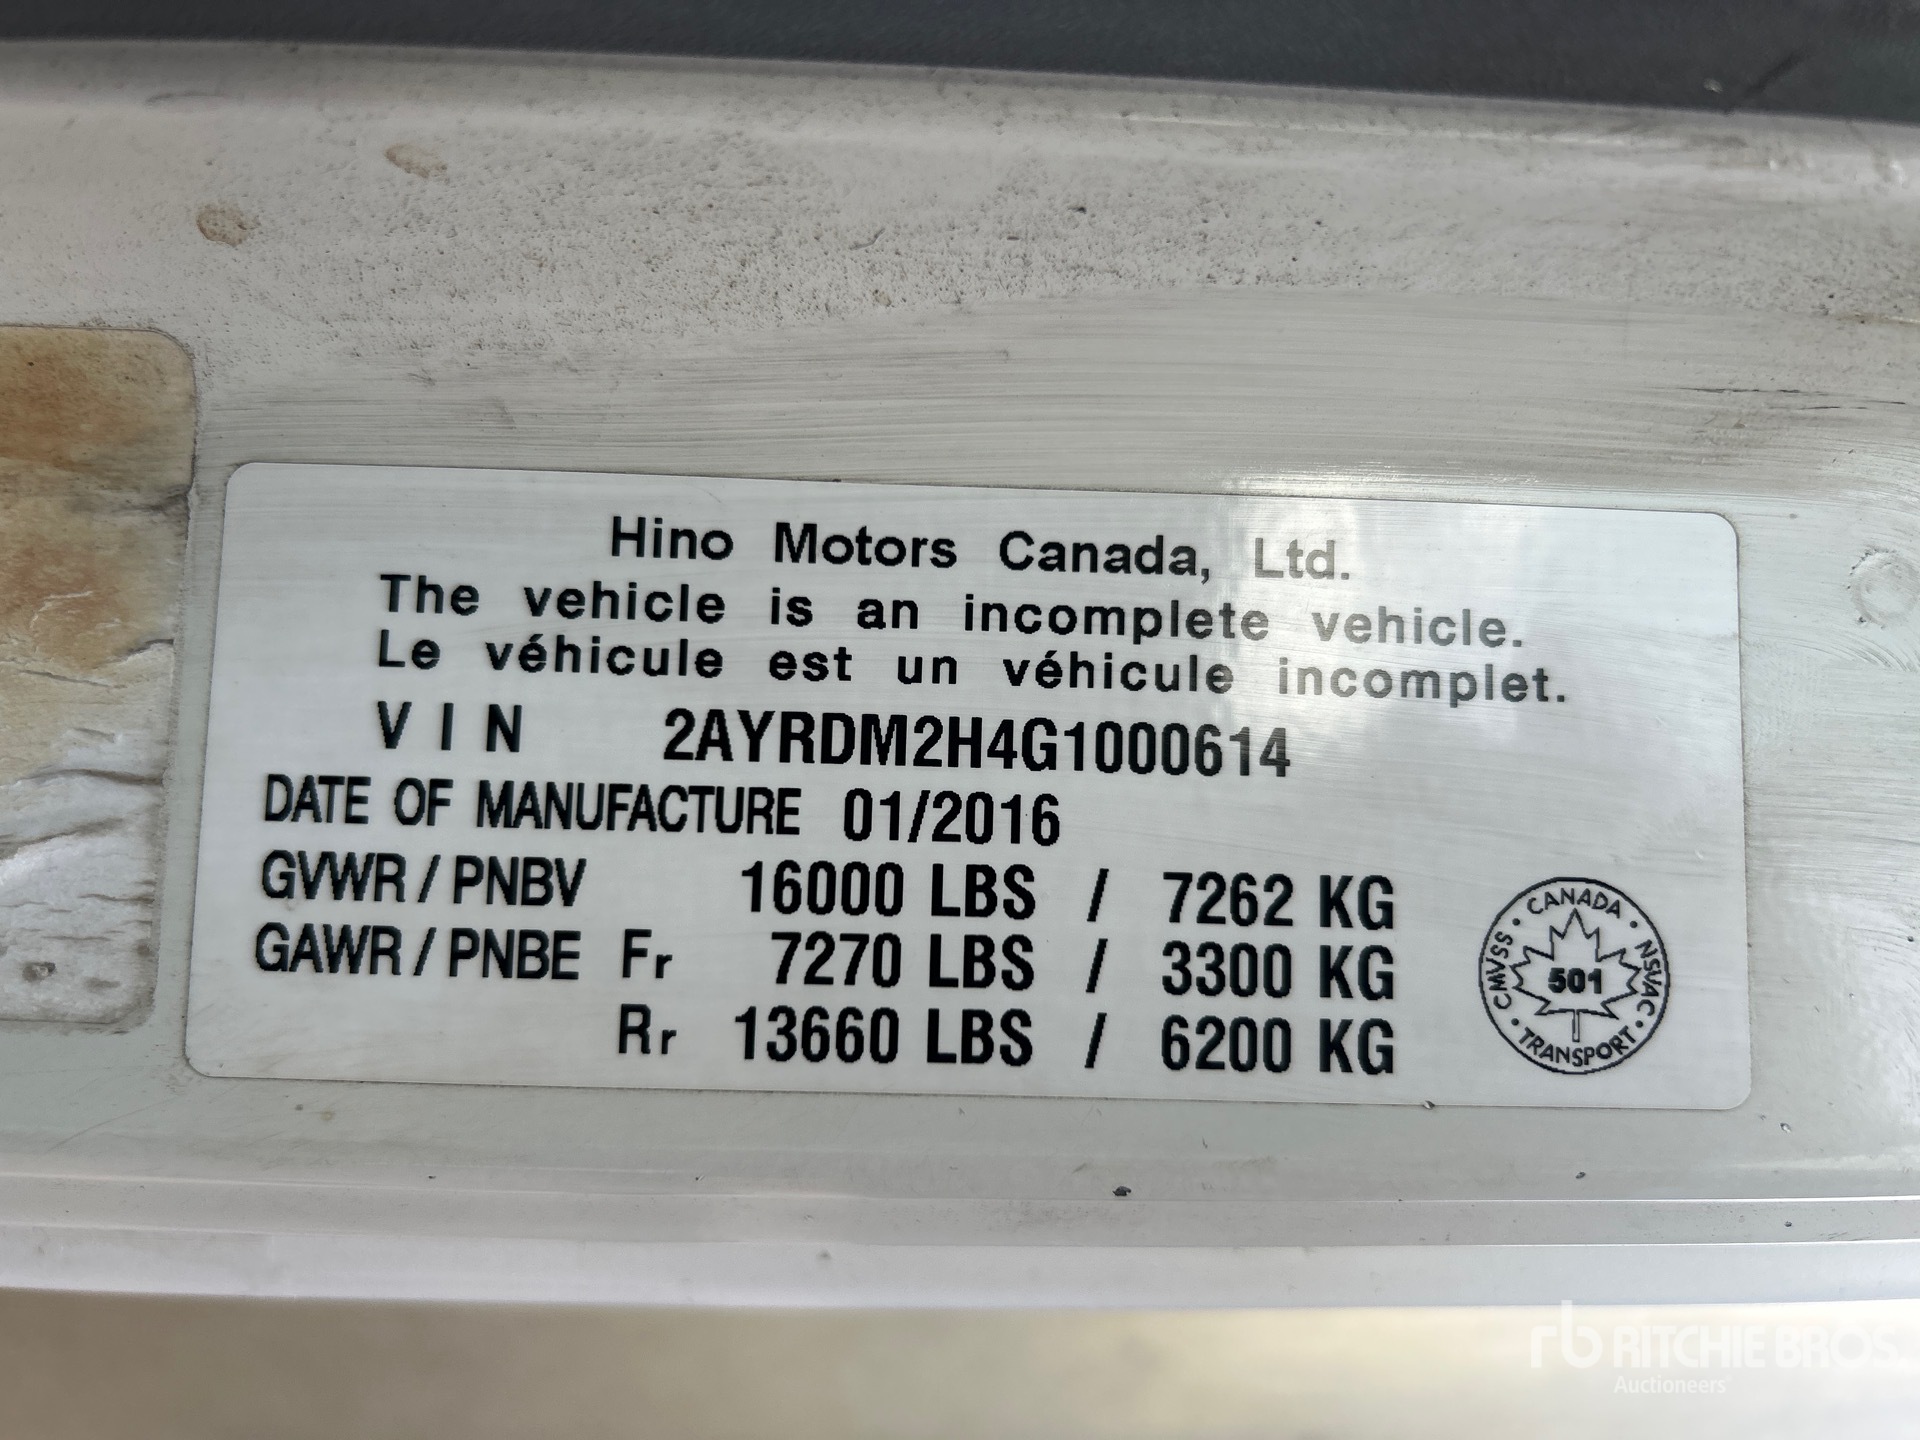 Hino Motors Canada, Ltd.
The vehicle is an incomplete vehicle.
Le véhicule est un véhicule incomplet.
VIN 2AYRDM2H4G1000614
DATE OF MANUFACTURE 01/2016
GVWR / PNBV 16000 LBS / 7262 KG
GAWR / PNBE Fr 7270 LBS / 3300 KG
Rr 13660 LBS / 6200 KG
CANADA · NSVAC · TRANSPORT · CMVSS ·
501
rb RITCHIE BROS.
Auctioneers